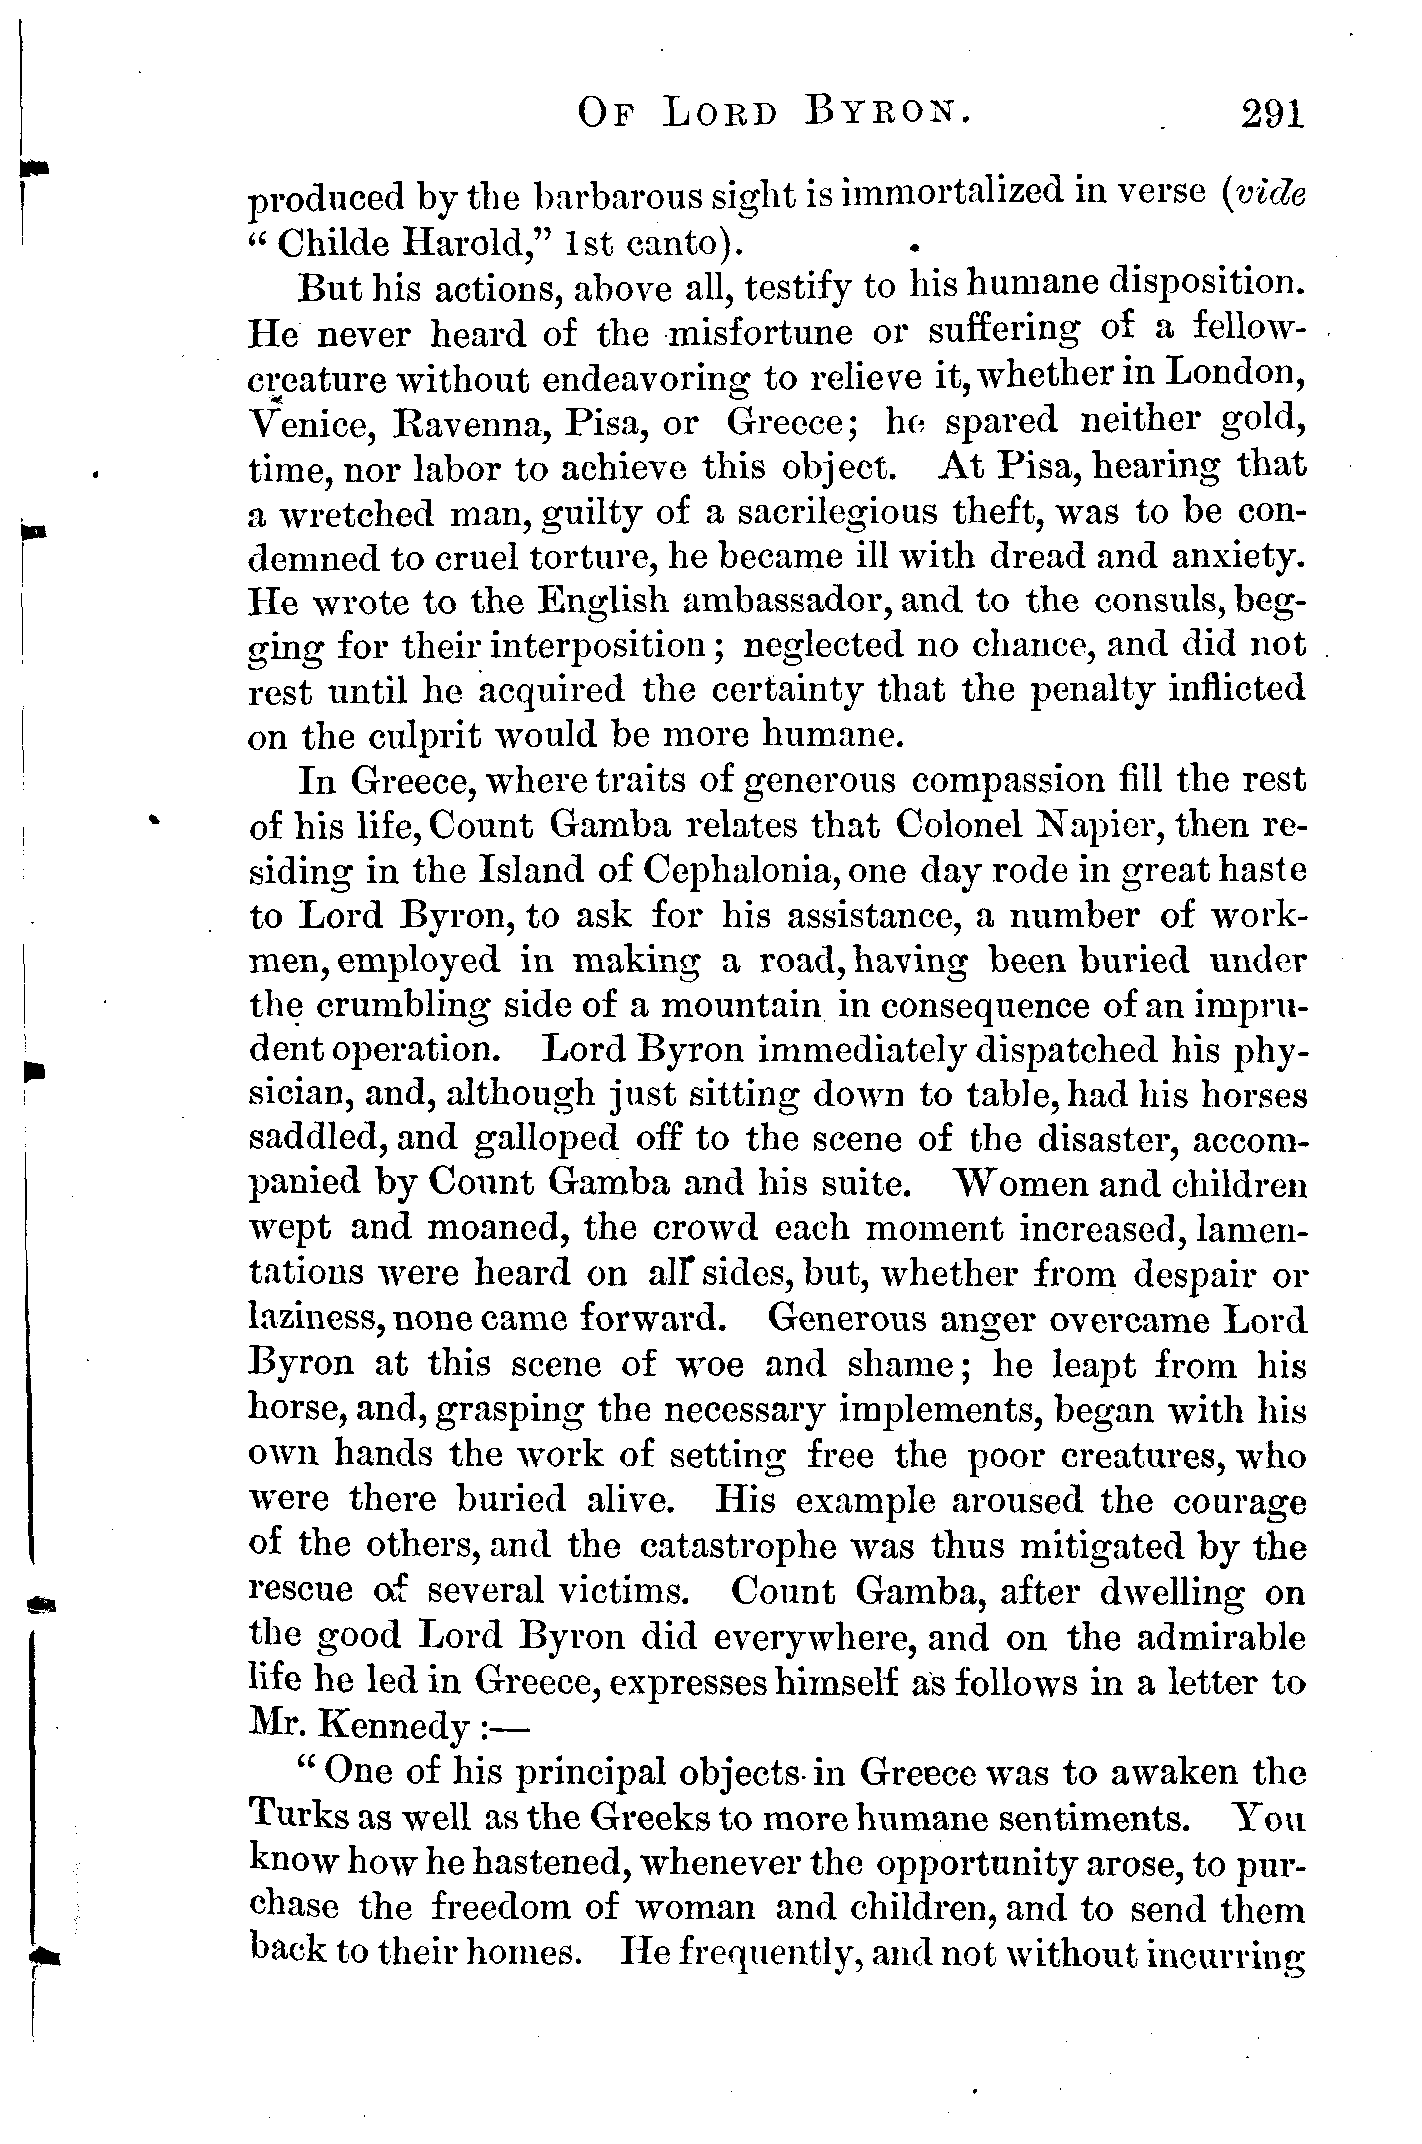 OF LORD BYRON. 291
produced by the barbarous sight is immortalized in verse (vide
“ Childe Harold,” 1st canto).
But his actions, above all, testify to his humane disposition.
He never heard of the misfortune or suffering of a fellow-
creature without endeavoring to relieve it, whether in London,
Venice, Ravenna, Pisa, or Greece; he spared neither gold,
time, nor labor to achieve this object. At Pisa, hearing that
a wretched man, guilty of a sacrilegious theft, was to be con-
demned to cruel torture, he became ill with dread and anxiety.
He wrote to the English ambassador, and to the consuls, beg-
ging for their interposition; neglected no chance, and did not
rest until he acquired the certainty that the penalty inflicted
on the culprit would be more humane.
In Greece, where traits of generous compassion fill the rest
of his life, Count Gamba relates that Colonel Napier, then re-
siding in the Island of Cephalonia, one day rode in great haste
to Lord Byron, to ask for his assistance, a number of work-
men, employed in making a road, having been buried under
the crumbling side of a mountain in consequence of an impru-
dent operation. Lord Byron immediately dispatched his phy-
sician, and, although just sitting down to table, had his horses
saddled, and galloped off to the scene of the disaster, accom-
panied by Count Gamba and his suite. Women and children
wept and moaned, the crowd each moment increased, lamen-
tations were heard on all sides, but, whether from despair or
laziness, none came forward. Generous anger overcame Lord
Byron at this scene of woe and shame; he leapt from his
horse, and, grasping the necessary implements, began with his
own hands the work of setting free the poor creatures, who
were there buried alive. His example aroused the courage
of the others, and the catastrophe was thus mitigated by the
rescue of several victims. Count Gamba, after dwelling on
the good Lord Byron did everywhere, and on the admirable
life he led in Greece, expresses himself as follows in a letter to
Mr. Kennedy :—
“ One of his principal objects in Greece was to awaken the
Turks as well as the Greeks to more humane sentiments. You
know how he hastened, whenever the opportunity arose, to pur-
chase the freedom of woman and children, and to send them
back to their homes. He frequently, and not without incurring